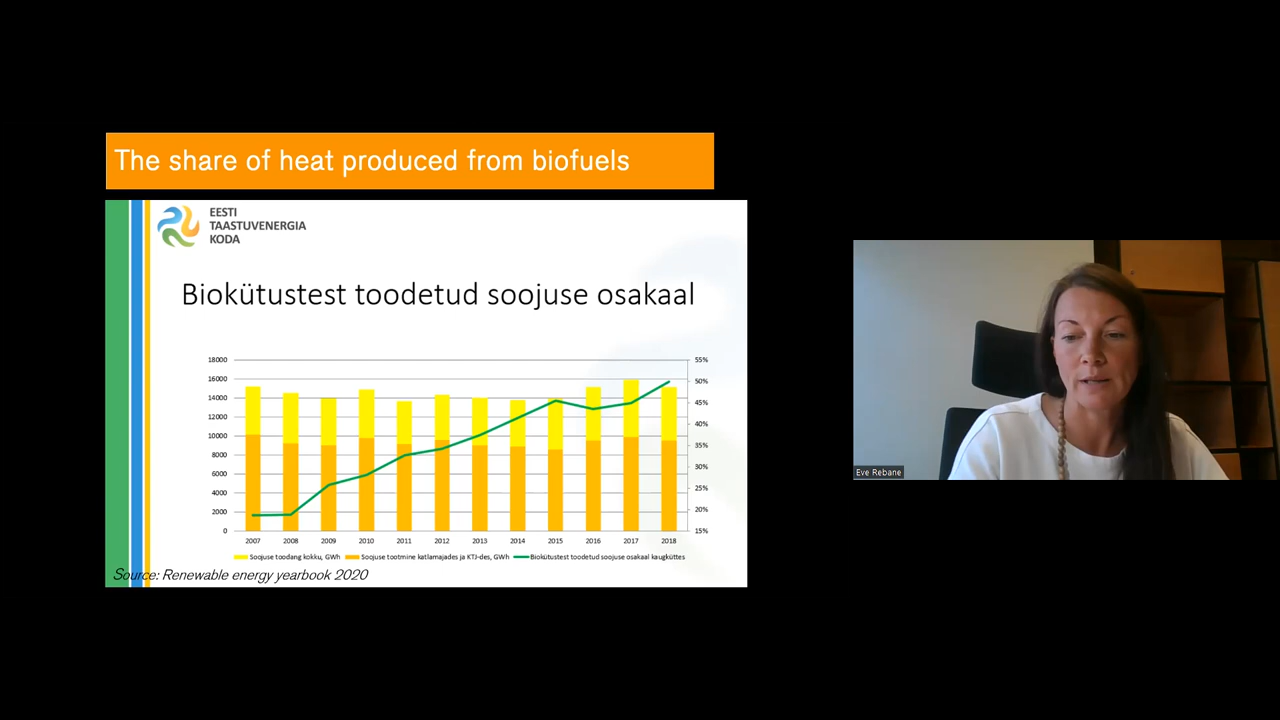 The share of heat produced from biofuels
EESTI
TAASTUVENERGIA
KODA
Biokütustest toodetud soojuse osakaal
18000
16000
14000
12000
10000
8000
6000
4000
2000
0
55%
50%
45%
40%
35%
30%
25%
20%
15%
2007 2008 2009 2010 2011 2012 2013 2014 2015 2016 2017 2018
Soojuse toodang kokku, GWh Soojuse tootmine katlamajades ja KTJ-des, GWh Biokütustest toodetud soojuse osakaal kaugküttes
Source: Renewable energy yearbook 2020
Eve Rebane